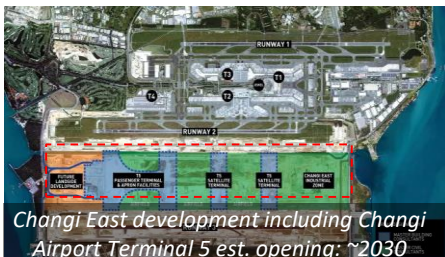 RUNWAY 1
T3
T1
T4
T2
RUNWAY 2
FUTURE
LANDSIDE
DEVELOPMENT
T5
PASSENGER TERMINAL
& APRON FACILITIES
T5
SATELLITE
TERMINAL
T5
SATELLITE
TERMINAL
CHANGI EAST
INDUSTRIAL
ZONE
Changi East development including Changi
Airport Terminal 5 est. opening: ~2030